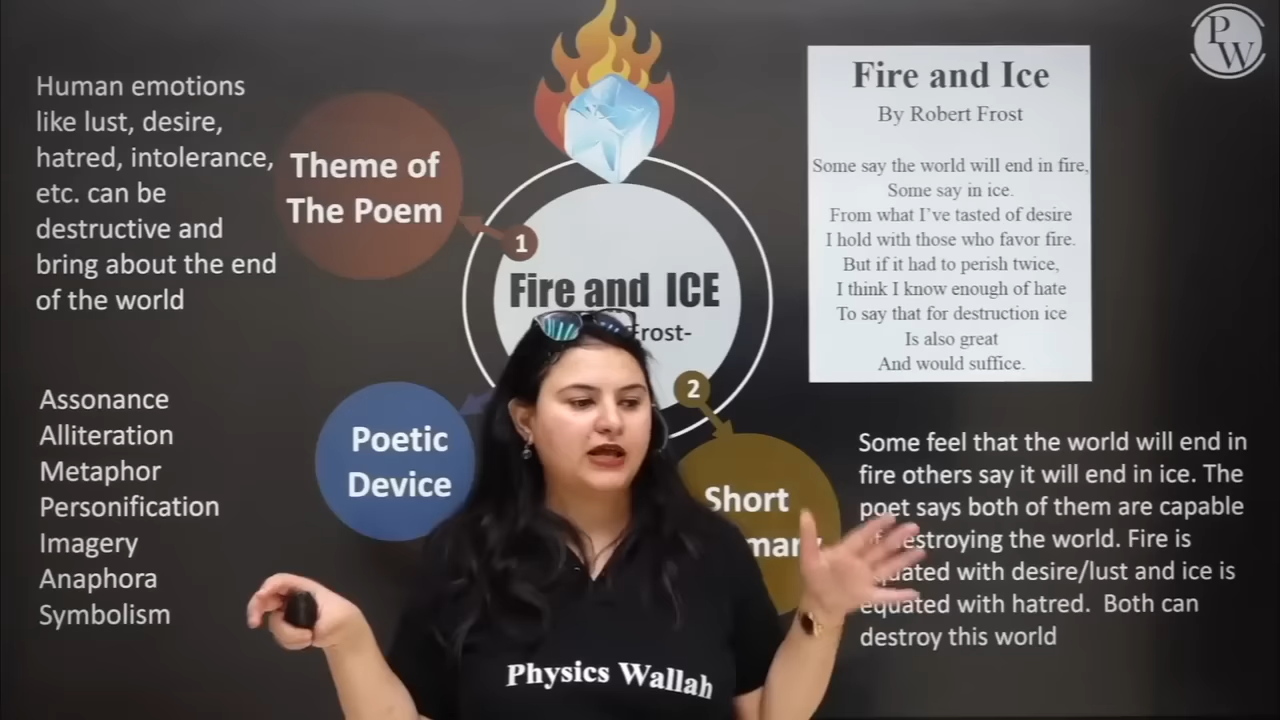 PW
Human emotions
like lust, desire,
hatred, intolerance,
etc. can be
destructive and
bring about the end
of the world
Theme of
The Poem
1
Fire and ICE
Frost-
2
Fire and Ice
By Robert Frost
Some say the world will end in fire,
Some say in ice.
From what I’ve tasted of desire
I hold with those who favor fire.
But if it had to perish twice,
I think I know enough of hate
To say that for destruction ice
Is also great
And would suffice.
Assonance
Alliteration
Metaphor
Personification
Imagery
Anaphora
Symbolism
Poetic
Device
Short
Some feel that the world will end in
fire others say it will end in ice. The
poet says both of them are capable
destroying the world. Fire is
equated with desire/lust and ice is
equated with hatred. Both can
destroy this world
Physics Wallah